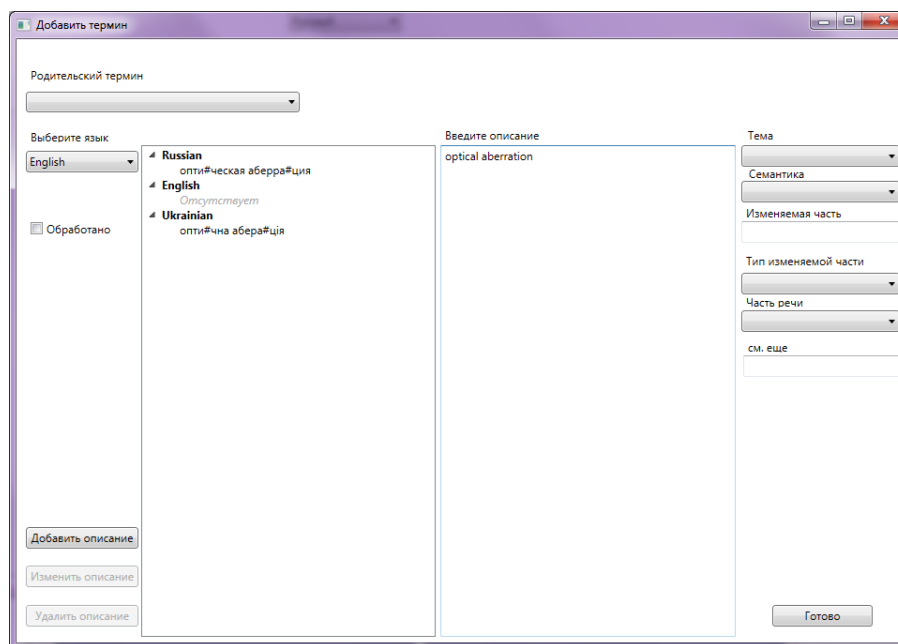 Добавить термин
Родительский термин
Выберите язык
English
Обработано
Russian
опти#ческая аберра#ция
English
Отсутствует
Ukrainian
опти#чна абера#ція
Введите описание
optical aberration
Тема
Семантика
Изменяемая часть
Тип изменяемой части
Часть речи
см. еще
Добавить описание
Изменить описание
Удалить описание
Готово